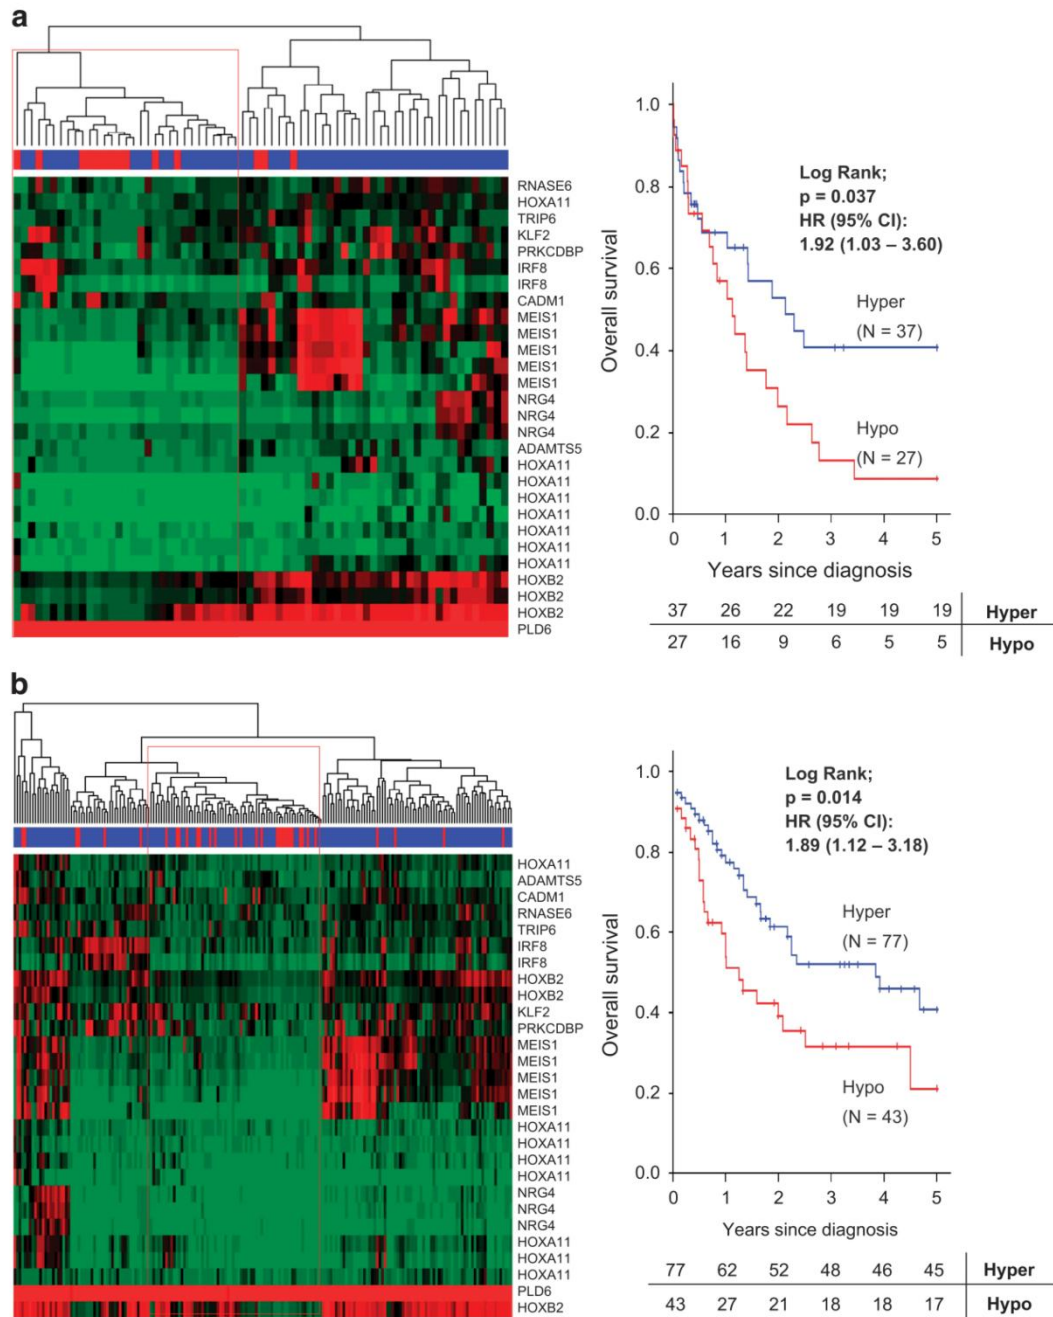 a
RNASE6
HOXA11
TRIP6
KLF2
PRKCDBP
IRF8
IRF8
CADM1
MEIS1
MEIS1
MEIS1
MEIS1
MEIS1
NRG4
NRG4
NRG4
ADAMTS5
HOXA11
HOXA11
HOXA11
HOXA11
HOXA11
HOXA11
HOXA11
HOXB2
HOXB2
HOXB2
PLD6
Overall survival
1.0
0.8
0.6
0.4
0.2
0.0
Log Rank;
p = 0.037
HR (95% CI):
1.92 (1.03 – 3.60)
Hyper
(N = 37)
Hypo
(N = 27)
0 1 2 3 4 5
Years since diagnosis
37 26 22 19 19 19 Hyper
27 16 9 6 5 5 Hypo
b
HOXA11
ADAMTS5
CADM1
RNASE6
TRIP6
IRF8
IRF8
HOXB2
HOXB2
KLF2
PRKCDBP
MEIS1
MEIS1
MEIS1
MEIS1
MEIS1
HOXA11
HOXA11
HOXA11
HOXA11
NRG4
NRG4
NRG4
HOXA11
HOXA11
HOXA11
PLD6
HOXB2
Overall survival
1.0
0.8
0.6
0.4
0.2
0.0
Log Rank;
p = 0.014
HR (95% CI):
1.89 (1.12 – 3.18)
Hyper
(N = 77)
Hypo
(N = 43)
0 1 2 3 4 5
Years since diagnosis
77 62 52 48 46 45 Hyper
43 27 21 18 18 17 Hypo